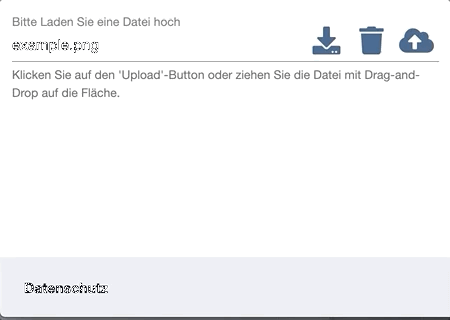 Bitte Laden Sie eine Datei hoch
example.png
Klicken Sie auf den 'Upload'-Button oder ziehen Sie die Datei mit Drag-and-
Drop auf die Fläche.
Datenschutz